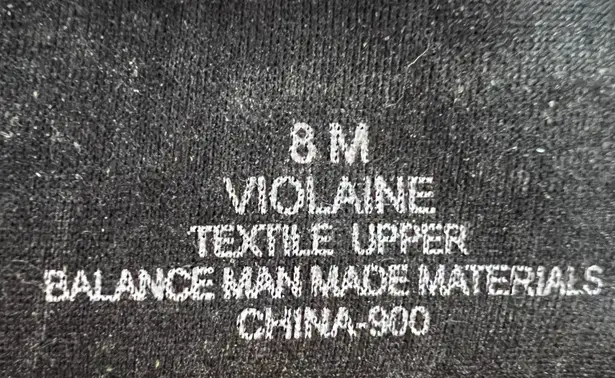 8 M
VIOLAINE
TEXTILE UPPER
BALANCE MAN MADE MATERIALS
CHINA-900